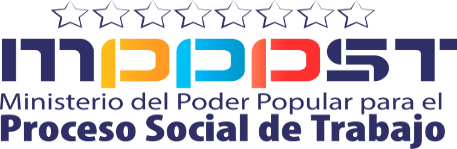 mpppst
Ministerio del Poder Popular para el
Proceso Social de Trabajo